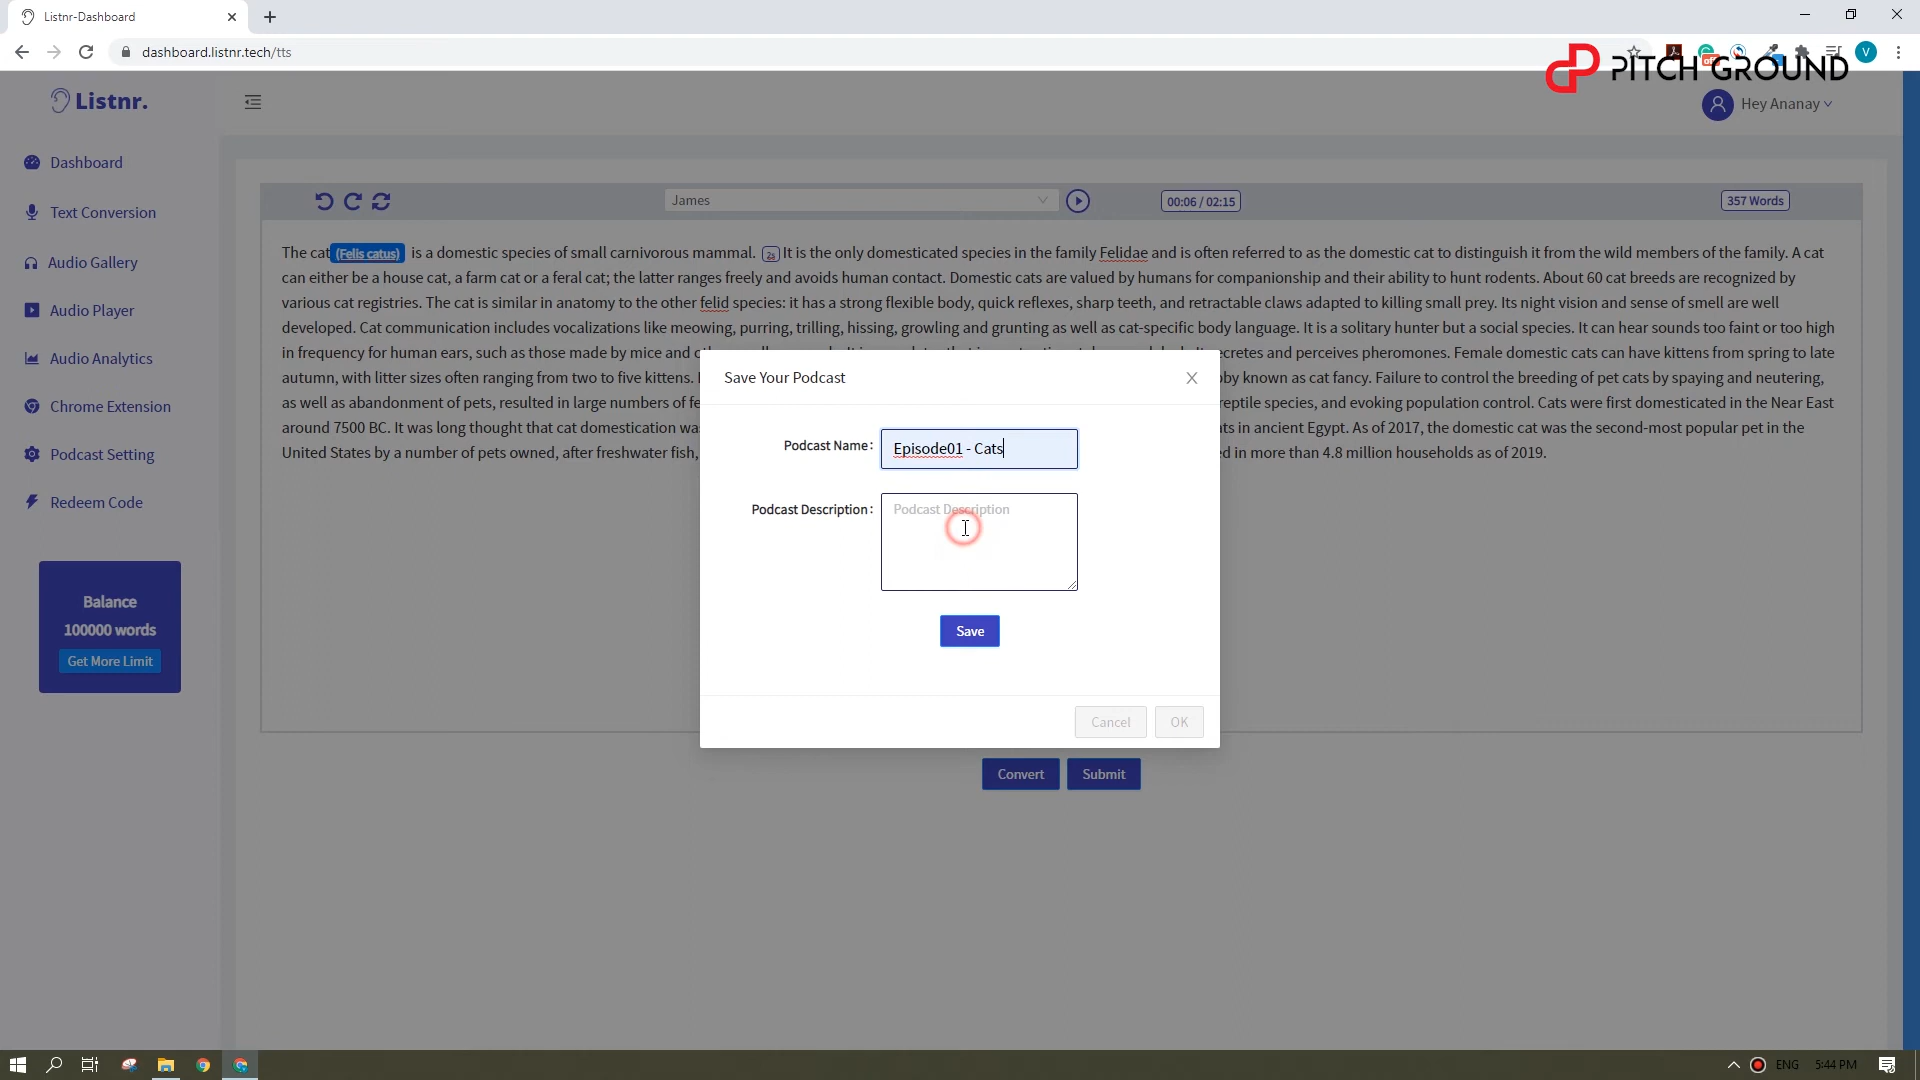 Listnr-Dashboard
dashboard.listnr.tech/tts
PITCH GROUND
V
Listnr.
Hey Ananay
Dashboard
Text Conversion
Audio Gallery
Audio Player
Audio Analytics
Chrome Extension
Podcast Setting
Redeem Code
Balance
100000 words
Get More Limit
James
00:06 / 02:15
357 Words
The cat (Felis catus) is a domestic species of small carnivorous mammal. 2s It is the only domesticated species in the family Felidae and is often referred to as the domestic cat to distinguish it from the wild members of the family. A cat
can either be a house cat, a farm cat or a feral cat; the latter ranges freely and avoids human contact. Domestic cats are valued by humans for companionship and their ability to hunt rodents. About 60 cat breeds are recognized by
various cat registries. The cat is similar in anatomy to the other felid species: it has a strong flexible body, quick reflexes, sharp teeth, and retractable claws adapted to killing small prey. Its night vision and sense of smell are well
developed. Cat communication includes vocalizations like meowing, purring, trilling, hissing, growling and grunting as well as cat-specific body language. It is a solitary hunter but a social species. It can hear sounds too faint or too high
in frequency for human ears, such as those made by mice and secretes and perceives pheromones. Female domestic cats can have kittens from spring to late
autumn, with litter sizes often ranging from two to five kittens. by known as cat fancy. Failure to control the breeding of pet cats by spaying and neutering,
as well as abandonment of pets, resulted in large numbers of reptile species, and evoking population control. Cats were first domesticated in the Near East
around 7500 BC. It was long thought that cat domestication ts in ancient Egypt. As of 2017, the domestic cat was the second-most popular pet in the
United States by a number of pets owned, after freshwater fish, d in more than 4.8 million households as of 2019.
Save Your Podcast
Podcast Name:
Episode01 - Cats
Podcast Description:
Podcast Description
Save
Cancel
OK
Convert
Submit
ENG
5:44 PM